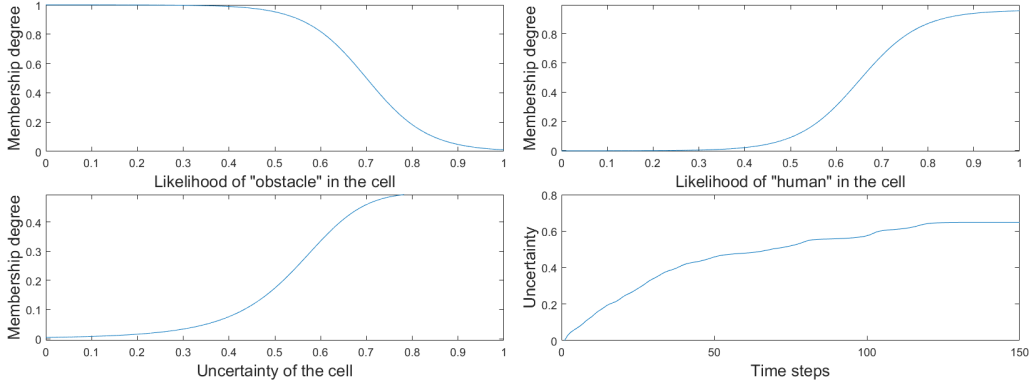 Membership degree
1
0.8
0.6
0.4
0.2
0
0 0.1 0.2 0.3 0.4 0.5 0.6 0.7 0.8 0.9 1
Likelihood of "obstacle" in the cell
Membership degree
0.8
0.6
0.4
0.2
0
0 0.1 0.2 0.3 0.4 0.5 0.6 0.7 0.8 0.9 1
Likelihood of "human" in the cell
Membership degree
0.4
0.3
0.2
0.1
0
0 0.1 0.2 0.3 0.4 0.5 0.6 0.7 0.8 0.9 1
Uncertainty of the cell
Uncertainty
0.8
0.6
0.4
0.2
0
0 50 100 150
Time steps